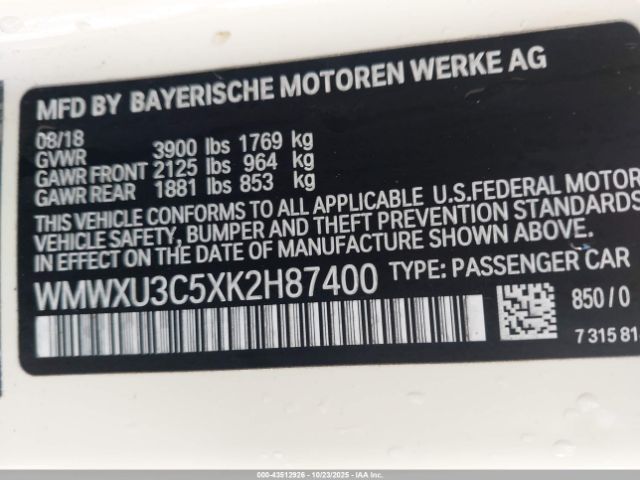 MFD BY BAYERISCHE MOTOREN WERKE AG
08/18
GVWR 3900 lbs 1769 kg
GAWR FRONT 2125 lbs 964 kg
GAWR REAR 1881 lbs 853 kg
THIS VEHICLE CONFORMS TO ALL APPLICABLE U.S.FEDERAL MOTOR
VEHICLE SAFETY, BUMPER AND THEFT PREVENTION STANDARDS
IN EFFECT ON THE DATE OF MANUFACTURE SHOWN ABOVE.
WMWXU3C5XK2H87400 TYPE: PASSENGER CAR
850/0
7 315 81
000-43512926 | 10/23/2025 | IAAI.COM